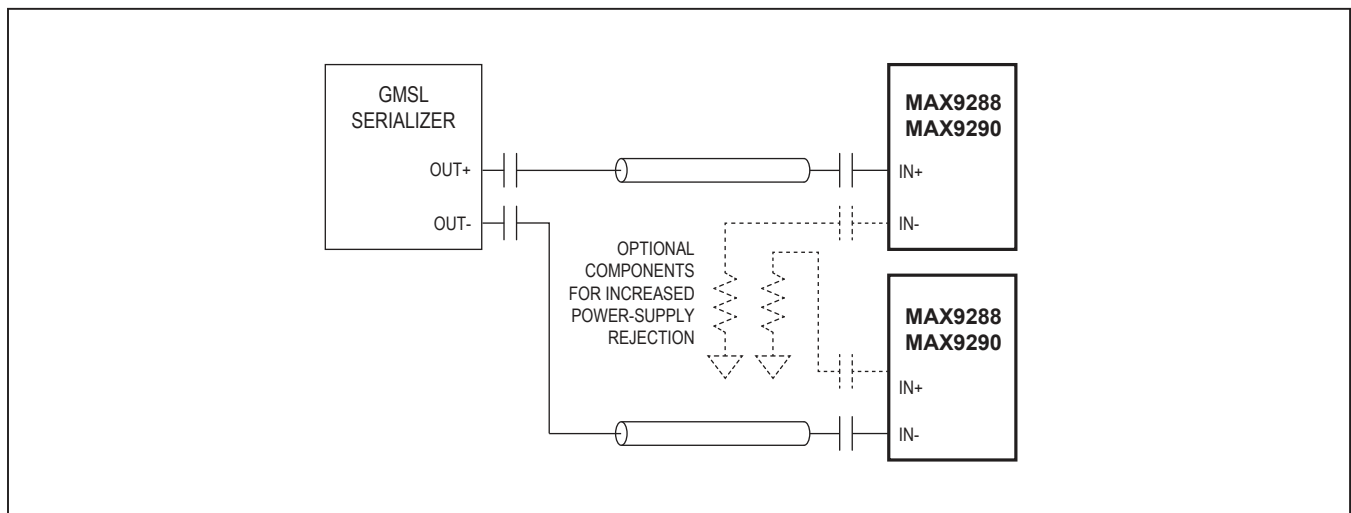 GMSL
SERIALIZER
OUT+
OUT-
MAX9288
MAX9290
IN+
IN-
OPTIONAL
COMPONENTS
FOR INCREASED
POWER-SUPPLY
REJECTION
MAX9288
MAX9290
IN+
IN-